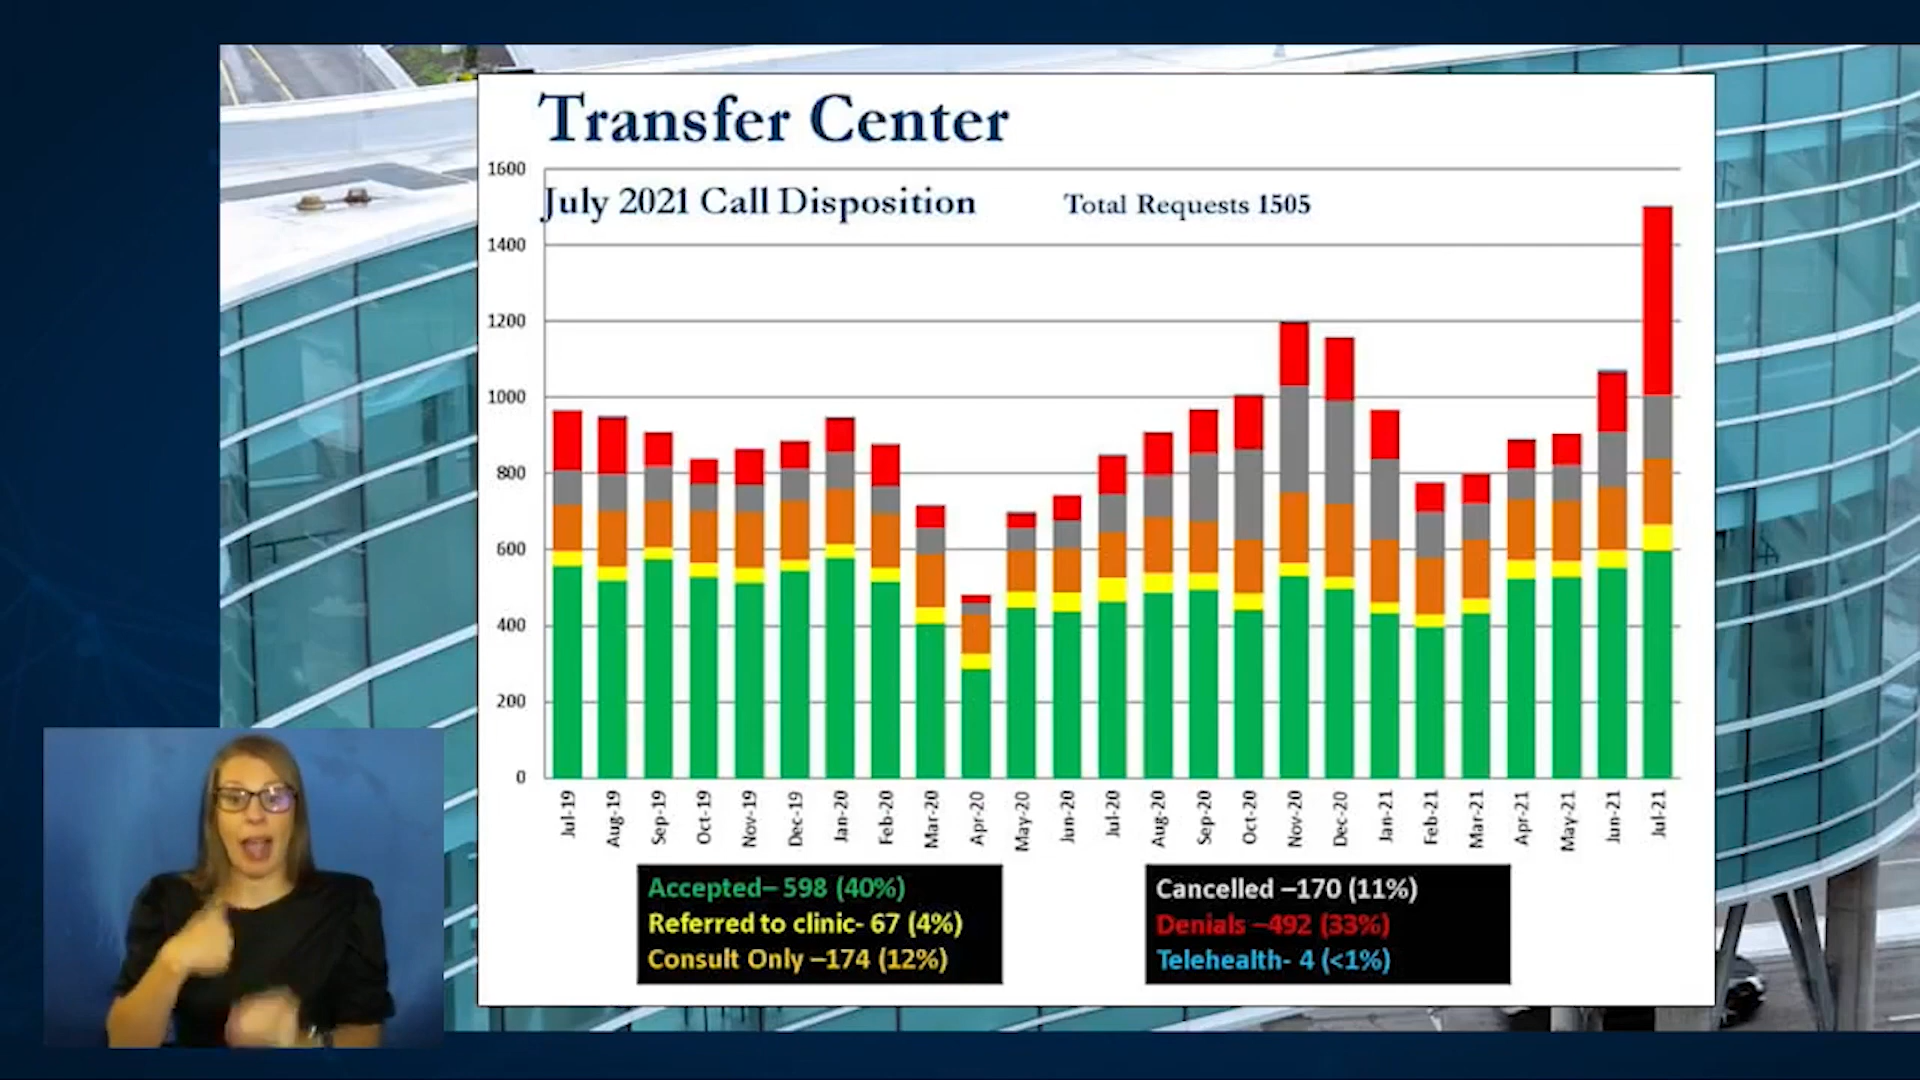 Transfer Center
1600
July 2021 Call Disposition
Total Requests 1505
1400
1200
1000
800
600
400
200
0
Jul-19
Aug-19
Sep-19
Oct-19
Nov-19
Dec-19
Jan-20
Feb-20
Mar-20
Apr-20
May-20
Jun-20
Jul-20
Aug-20
Sep-20
Oct-20
Nov-20
Dec-20
Jan-21
Feb-21
Mar-21
Apr-21
May-21
Jun-21
Jul-21
Accepted– 598 (40%)
Referred to clinic- 67 (4%)
Consult Only –174 (12%)
Cancelled –170 (11%)
Denials –492 (33%)
Telehealth- 4 (<1%)